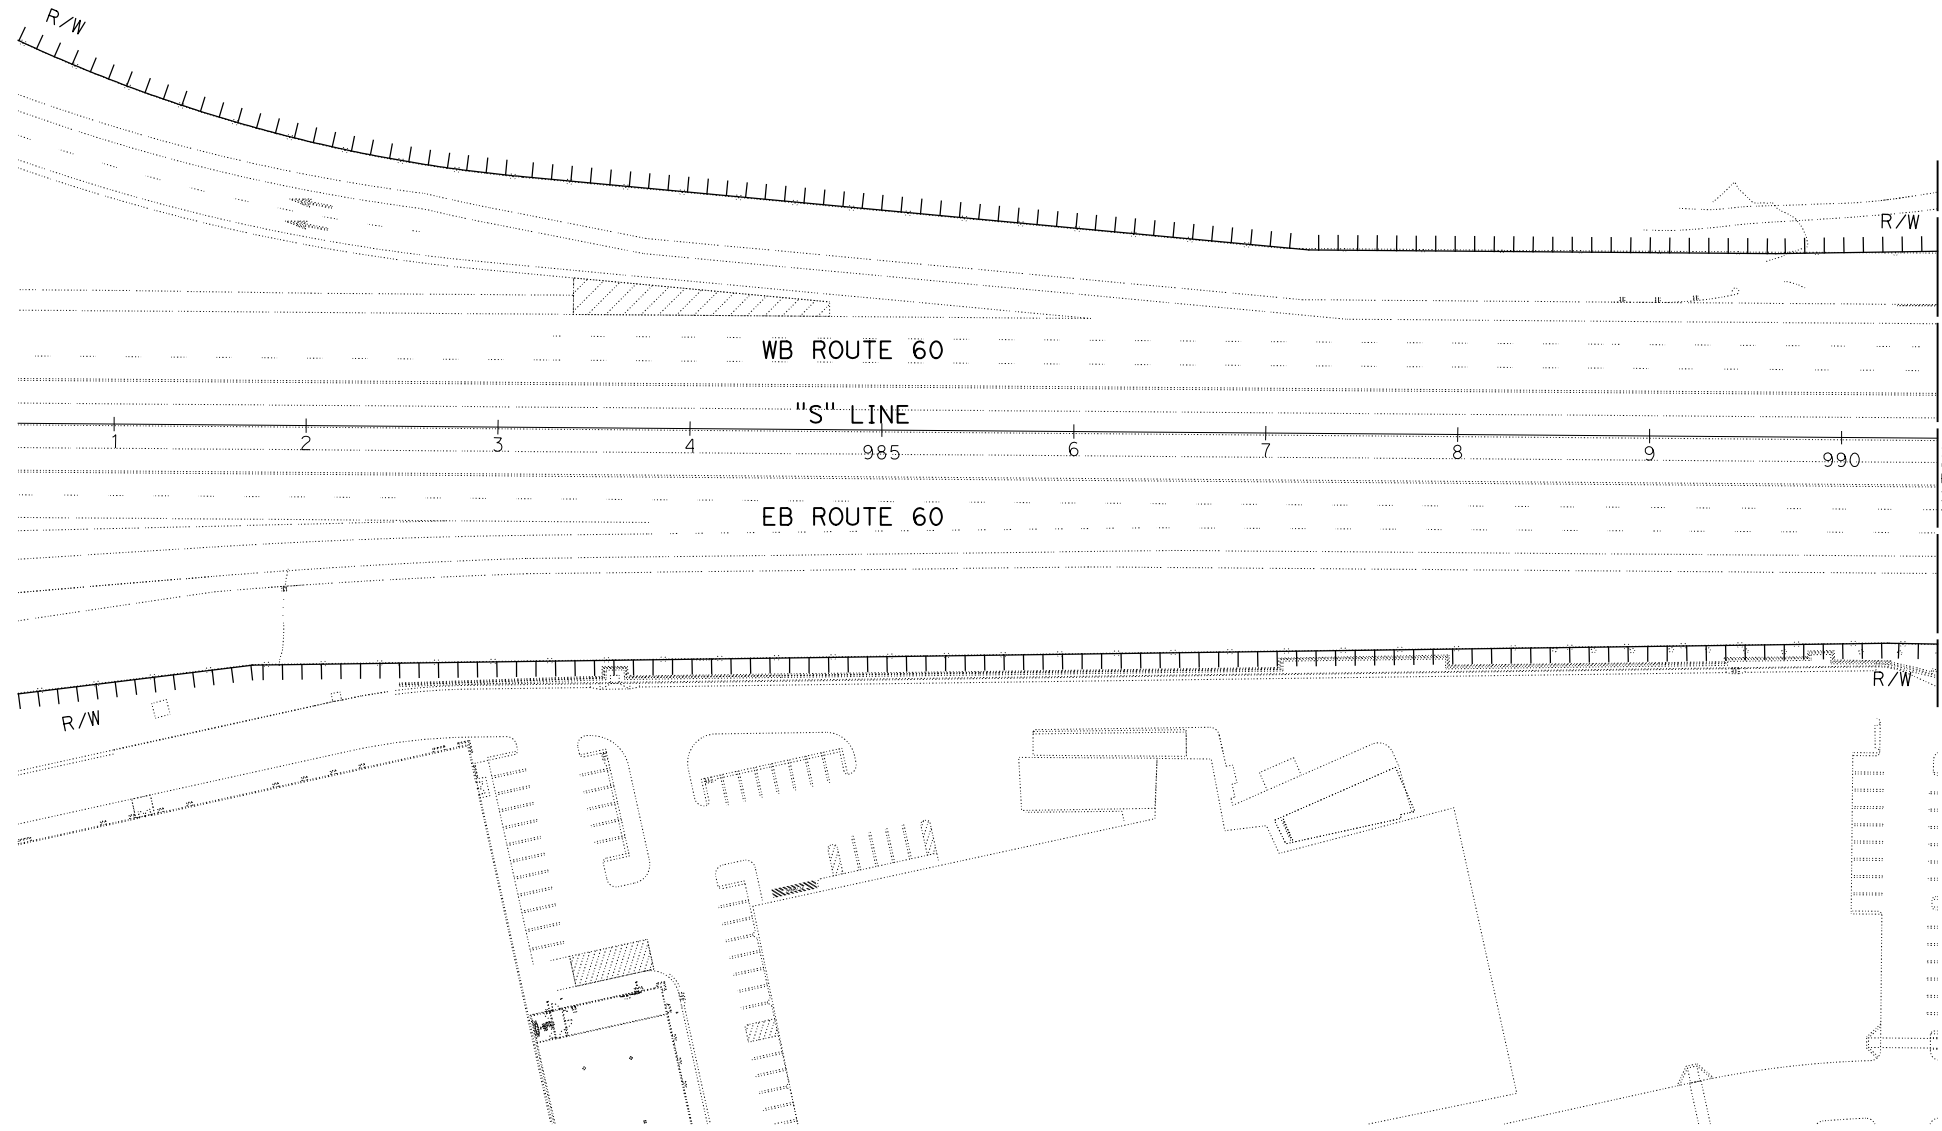 R/W
R/W
WB ROUTE 60
"S" LINE
1 2 3 4 985 6 7 8 9 990
EB ROUTE 60
R/W
R/W